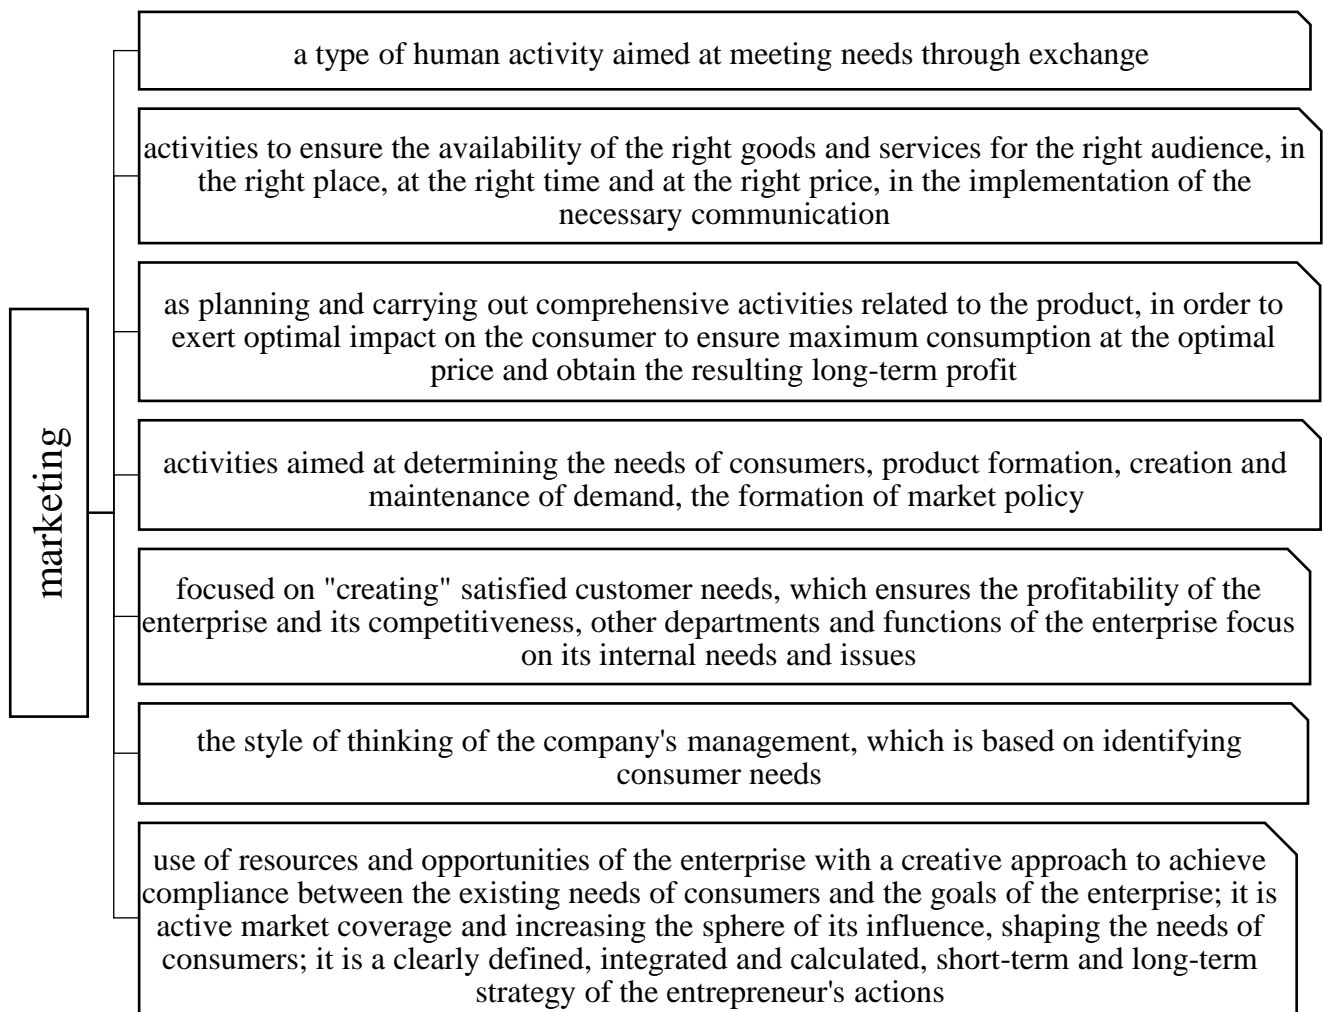 marketing
a type of human activity aimed at meeting needs through exchange
activities to ensure the availability of the right goods and services for the right audience, in
the right place, at the right time and at the right price, in the implementation of the
necessary communication
as planning and carrying out comprehensive activities related to the product, in order to
exert optimal impact on the consumer to ensure maximum consumption at the optimal
price and obtain the resulting long-term profit
activities aimed at determining the needs of consumers, product formation, creation and
maintenance of demand, the formation of market policy
focused on "creating" satisfied customer needs, which ensures the profitability of the
enterprise and its competitiveness, other departments and functions of the enterprise focus
on its internal needs and issues
the style of thinking of the company's management, which is based on identifying
consumer needs
use of resources and opportunities of the enterprise with a creative approach to achieve
compliance between the existing needs of consumers and the goals of the enterprise; it is
active market coverage and increasing the sphere of its influence, shaping the needs of
consumers; it is a clearly defined, integrated and calculated, short-term and long-term
strategy of the entrepreneur's actions